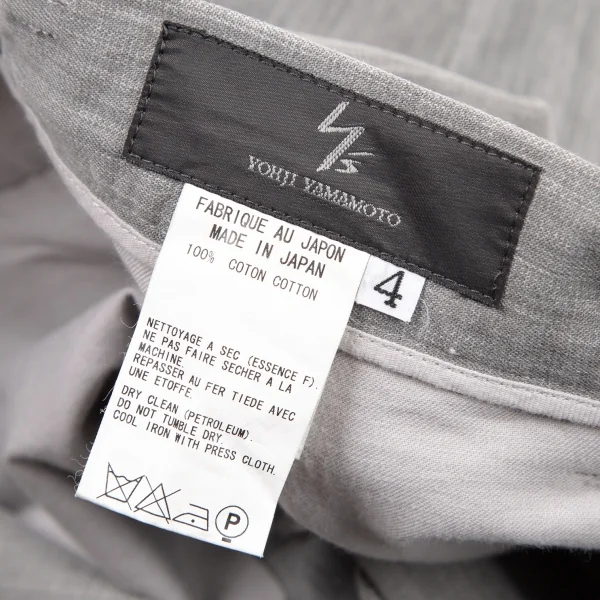 YOHJI YAMAMOTO
FABRIQUE AU JAPON
MADE IN JAPAN
100% COTON COTTON
4
NETTOYAGE A SEC (ESSENCE F).
NE PAS FAIRE SECHER A LA
MACHINE.
REPASSER AU FER TIEDE AVEC
UNE ETOFFE.
DRY CLEAN (PETROLEUM).
DO NOT TUMBLE DRY.
COOL IRON WITH PRESS CLOTH.
P